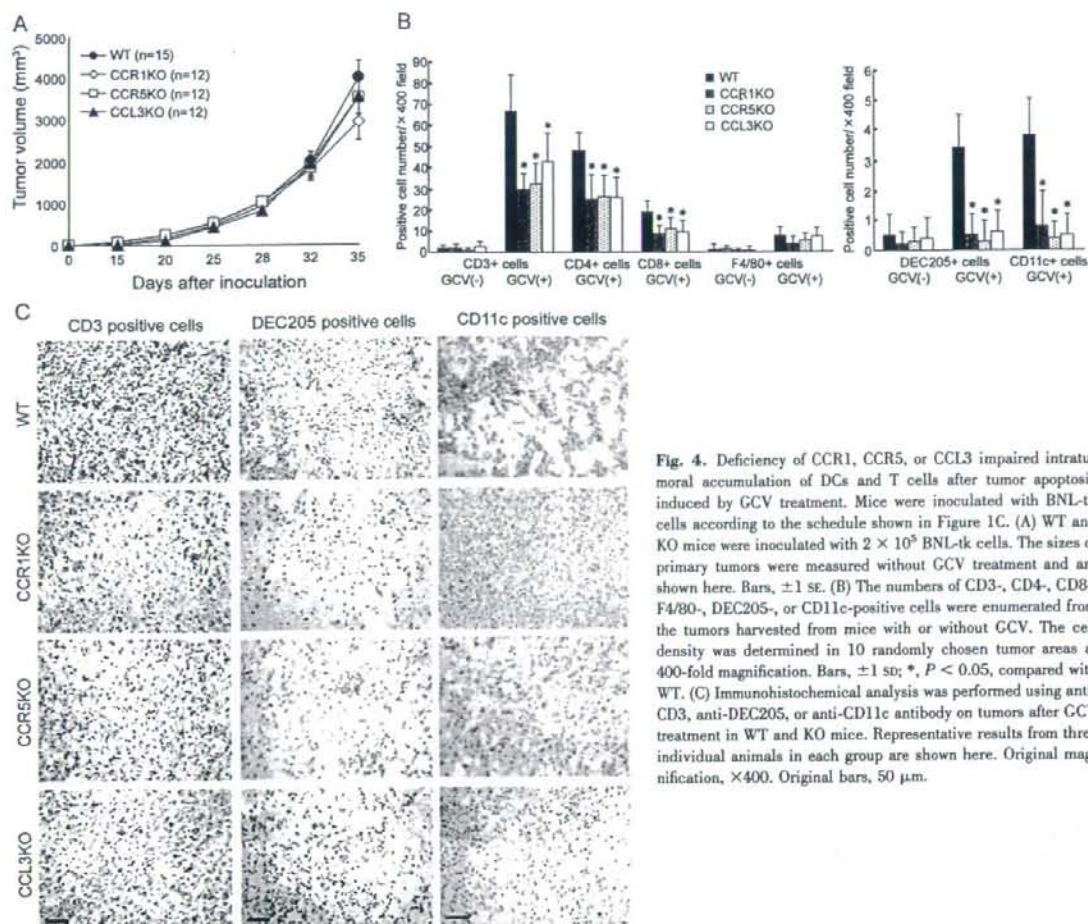 A
Tumor volume (mm³)
5000
4000
3000
2000
1000
0
WT (n=15)
CCR1KO (n=12)
CCR5KO (n=12)
CCL3KO (n=12)
0 15 20 25 28 32 35
Days after inoculation
B
Positive cell number/×400 field
90
80
70
60
50
40
30
20
10
0
WT
CCR1KO
CCR5KO
CCL3KO
* * * * * * * * *
CD3+ cells CD4+ cells CD8+ cells F4/80+ cells
GCV(-) GCV(+) GCV(+) GCV(+) GCV(-) GCV(+)
Positive cell number/×400 field
6
5
4
3
2
1
0
* * * * * *
DEC205+ cells CD11c+ cells
GCV(-) GCV(+) GCV(+)
C
CD3 positive cells DEC205 positive cells CD11c positive cells
WT
CCR1KO
CCR5KO
CCL3KO
Fig. 4. Deficiency of CCR1, CCR5, or CCL3 impaired intratu-
moral accumulation of DCs and T cells after tumor apoptosi
induced by GCV treatment. Mice were inoculated with BNL-t
cells according to the schedule shown in Figure 1C. (A) WT an
KO mice were inoculated with 2 × 10⁵ BNL-tk cells. The sizes o
primary tumors were measured without GCV treatment and ar
shown here. Bars, ±1 SE. (B) The numbers of CD3-, CD4-, CD8
F4/80-, DEC205-, or CD11c-positive cells were enumerated from
the tumors harvested from mice with or without GCV. The cel
density was determined in 10 randomly chosen tumor areas a
400-fold magnification. Bars, ±1 SD; *, P < 0.05, compared wit
WT. (C) Immunohistochemical analysis was performed using anti
CD3, anti-DEC205, or anti-CD11c antibody on tumors after GC
treatment in WT and KO mice. Representative results from thre
individual animals in each group are shown here. Original mag
nification, ×400. Original bars, 50 μm.